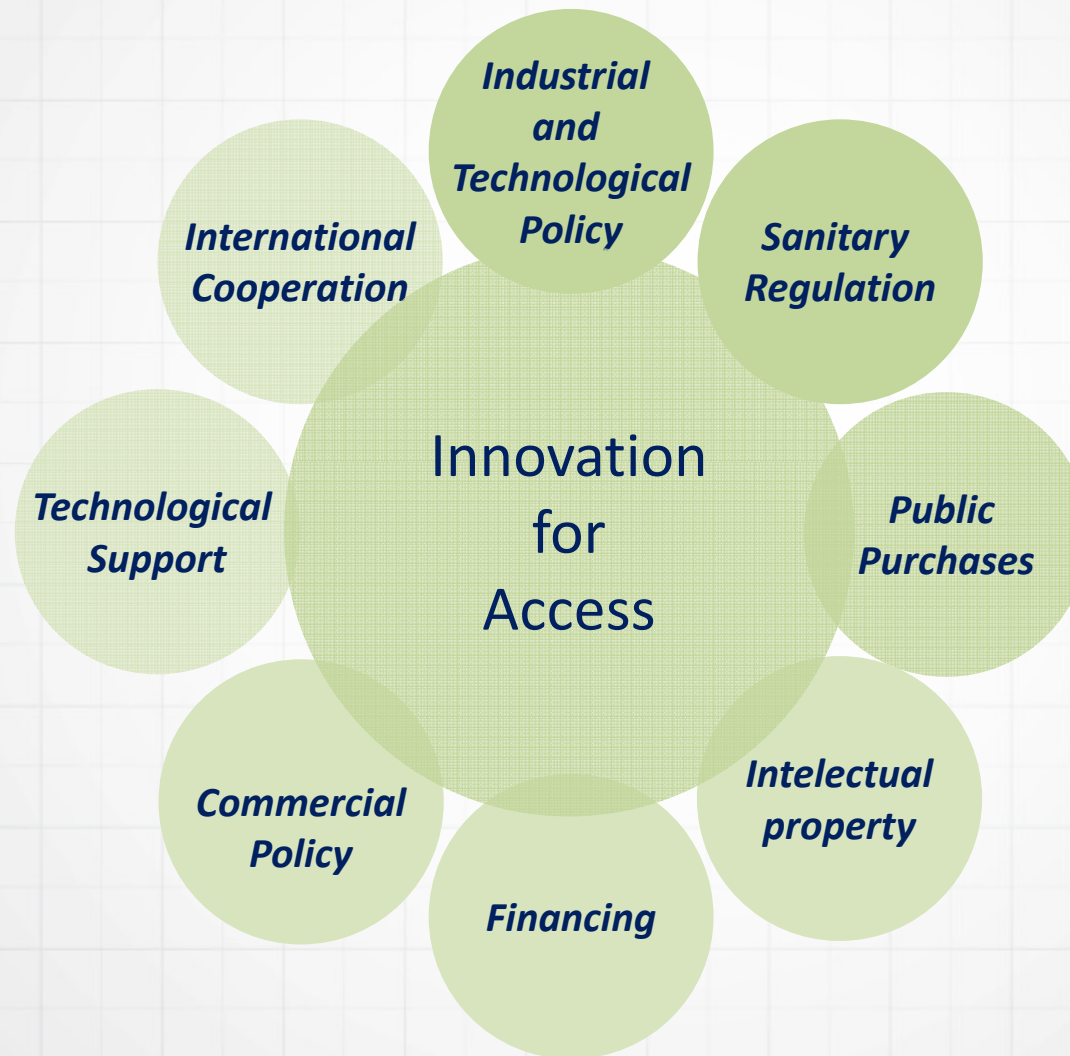 Industrial
and
Technological
Policy
Sanitary
Regulation
Public
Purchases
Intelectual
property
Financing
Commercial
Policy
Technological
Support
International
Cooperation
Innovation
for
Access